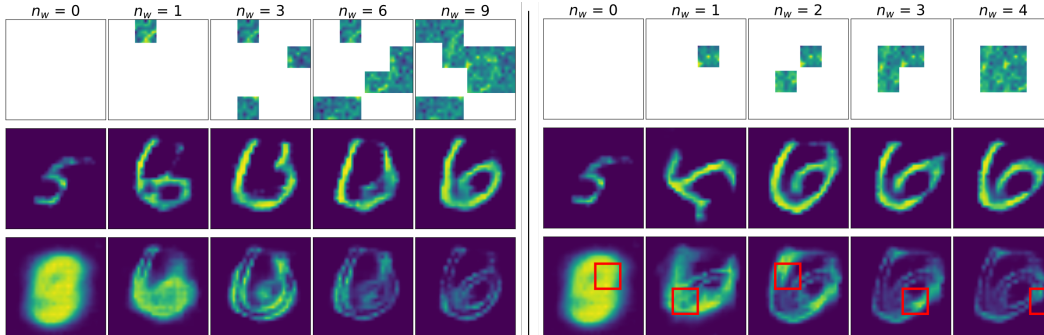 n_w = 0 n_w = 1 n_w = 3 n_w = 6 n_w = 9 n_w = 0 n_w = 1 n_w = 2 n_w = 3 n_w = 4